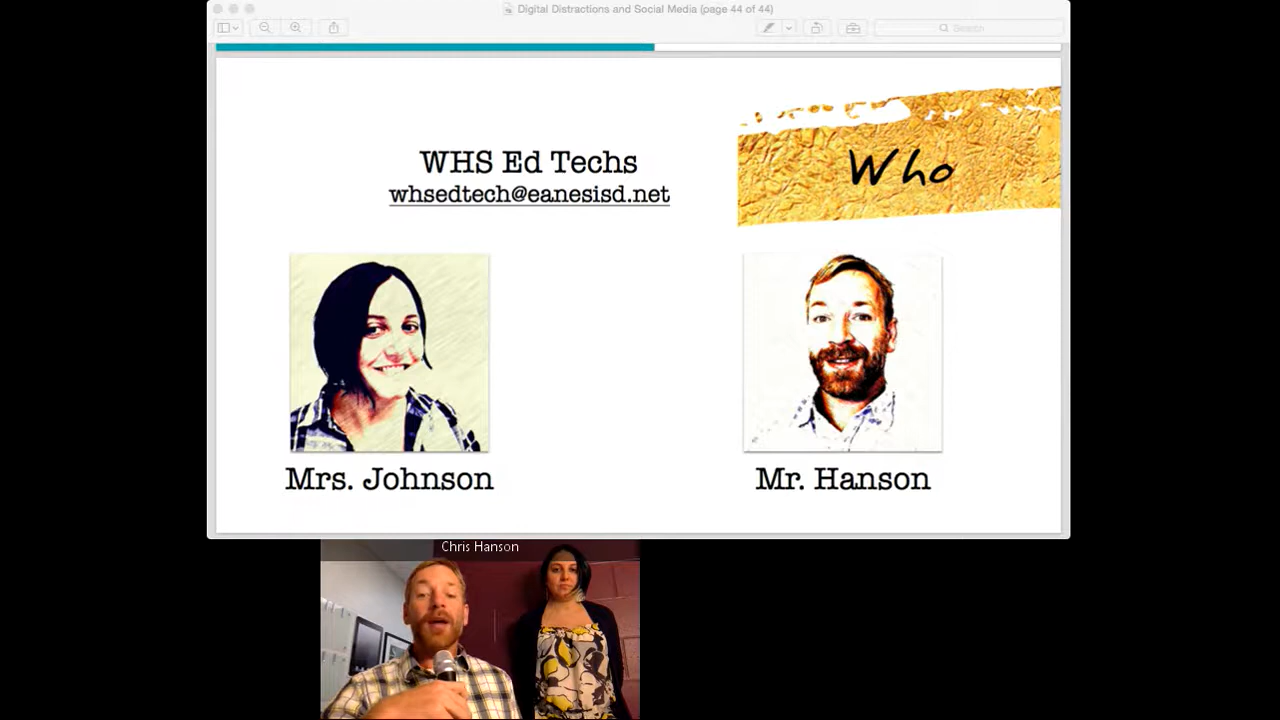 Digital Distractions and Social Media (page 44 of 44)
Search
Who
WHS Ed Techs
whsedtech@eanesisd.net
Mrs. Johnson
Mr. Hanson
Chris Hanson